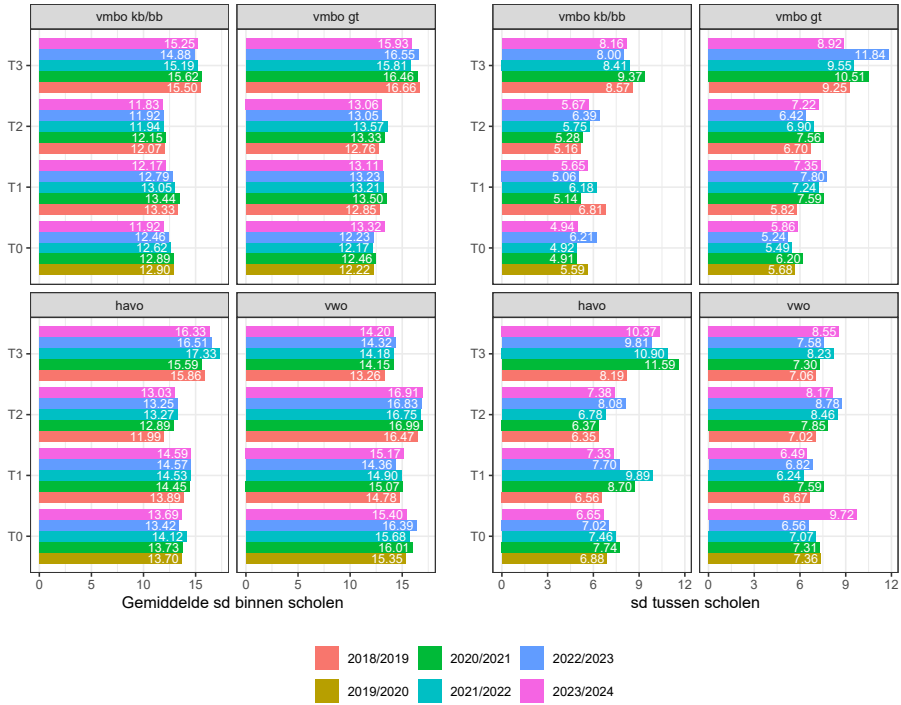 vmbo kb/bb vmbo gt vmbo kb/bb vmbo gt
15.25 15.93 8.16 8.92
14.88 16.55 8.00 11.84
T3 15.19 15.81 T3 8.41 9.55
15.62 16.46 9.37 10.51
15.50 16.66 8.57 9.25
11.83 13.06 5.67 7.22
11.92 13.05 6.39 6.42
T2 11.94 13.57 T2 5.75 6.90
12.15 13.33 5.28 7.56
12.07 12.76 5.16 6.70
12.17 13.11 5.65 7.35
12.79 13.23 5.06 7.80
T1 13.05 13.21 T1 6.18 7.24
13.44 13.50 5.14 7.59
13.33 12.85 6.81 5.82
11.92 13.32 4.94 5.86
12.46 12.23 6.21 5.24
T0 12.62 12.17 T0 4.92 5.49
12.89 12.46 4.91 6.20
12.90 12.22 5.59 5.68
havo vwo havo vwo
16.33 14.20 10.37 8.55
16.51 14.32 9.81 7.58
T3 17.33 14.18 T3 10.90 8.23
15.59 14.15 11.59 7.30
15.86 13.26 8.19 7.06
13.03 16.91 7.38 8.17
13.25 16.83 8.08 8.78
T2 13.27 16.75 T2 6.78 8.46
12.89 16.99 6.37 7.85
11.99 16.47 6.35 7.02
14.59 15.17 7.33 6.49
14.57 14.36 7.70 6.82
T1 14.53 14.90 T1 9.89 6.24
14.45 15.07 8.70 7.59
13.89 14.78 6.56 6.67
13.69 15.40 6.65 9.72
13.42 16.39 7.02 6.56
T0 14.12 15.68 T0 7.46 7.07
13.73 16.01 7.74 7.31
13.70 15.35 6.88 7.36
0 5 10 15 0 5 10 15 0 3 6 9 12 0 3 6 9 12
Gemiddelde sd binnen scholen sd tussen scholen
2018/2019 2020/2021 2022/2023
2019/2020 2021/2022 2023/2024